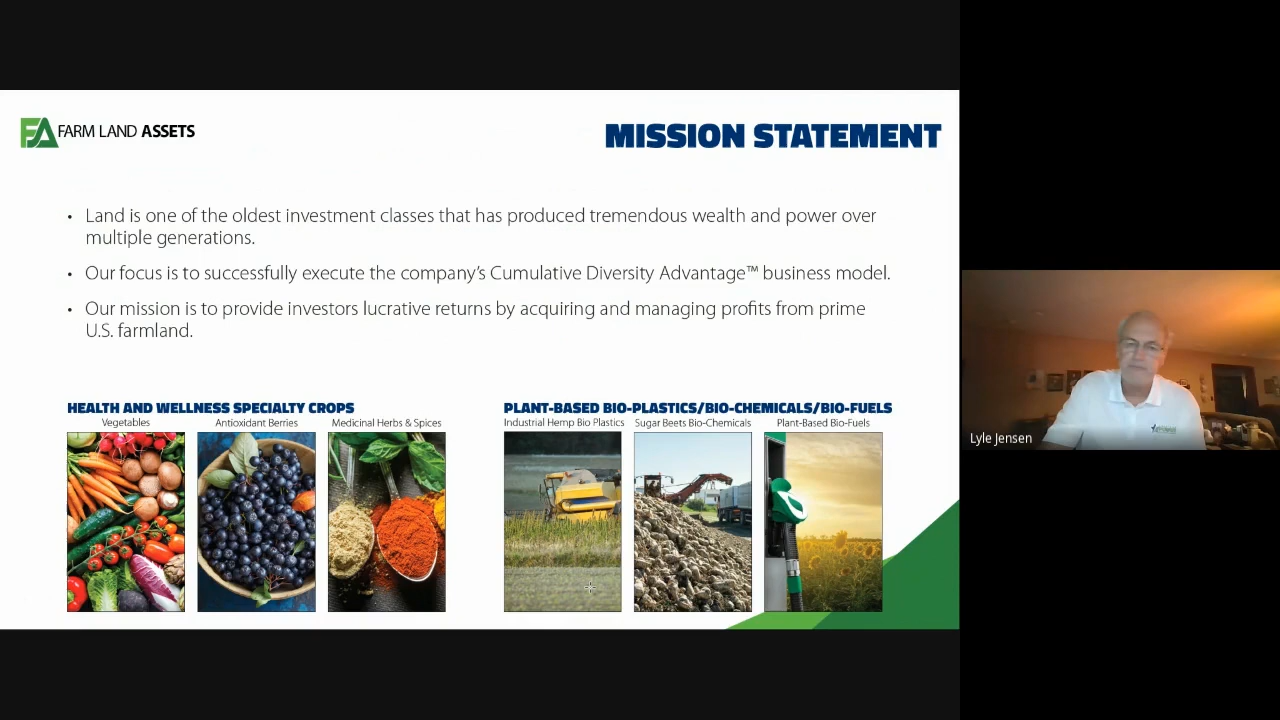 FA FARM LAND ASSETS
MISSION STATEMENT
• Land is one of the oldest investment classes that has produced tremendous wealth and power over
multiple generations.
• Our focus is to successfully execute the company's Cumulative Diversity Advantage™ business model.
• Our mission is to provide investors lucrative returns by acquiring and managing profits from prime
U.S. farmland.
HEALTH AND WELLNESS SPECIALTY CROPS
Vegetables
Antioxidant Berries
Medicinal Herbs & Spices
PLANT-BASED BIO-PLASTICS/BIO-CHEMICALS/BIO-FUELS
Industrial Hemp Bio Plastics
Sugar Beets Bio-Chemicals
Plant-Based Bio-Fuels
Lyle Jensen